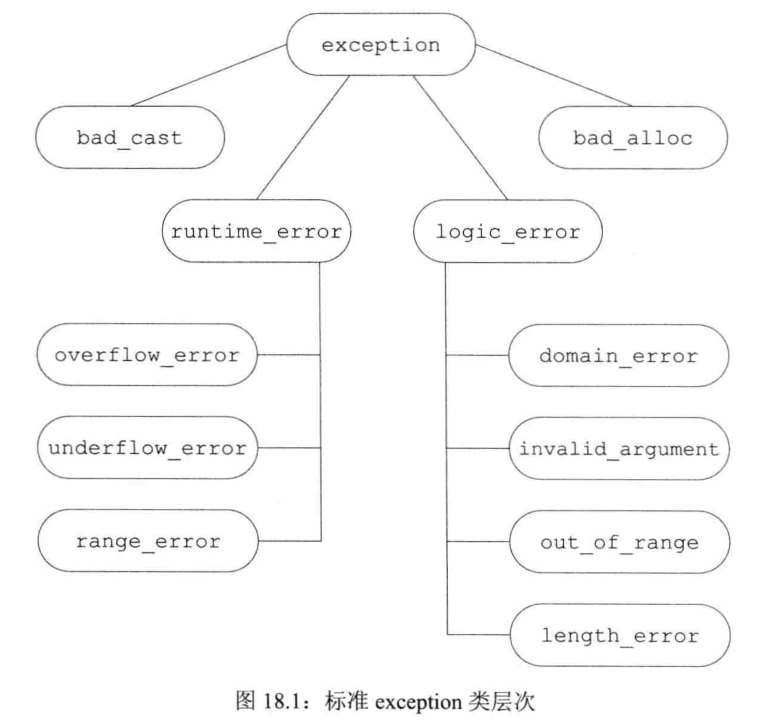 exception
bad_cast
bad_alloc
runtime_error
logic_error
overflow_error
domain_error
underflow_error
invalid_argument
range_error
out_of_range
length_error
图 18.1：标准 exception 类层次